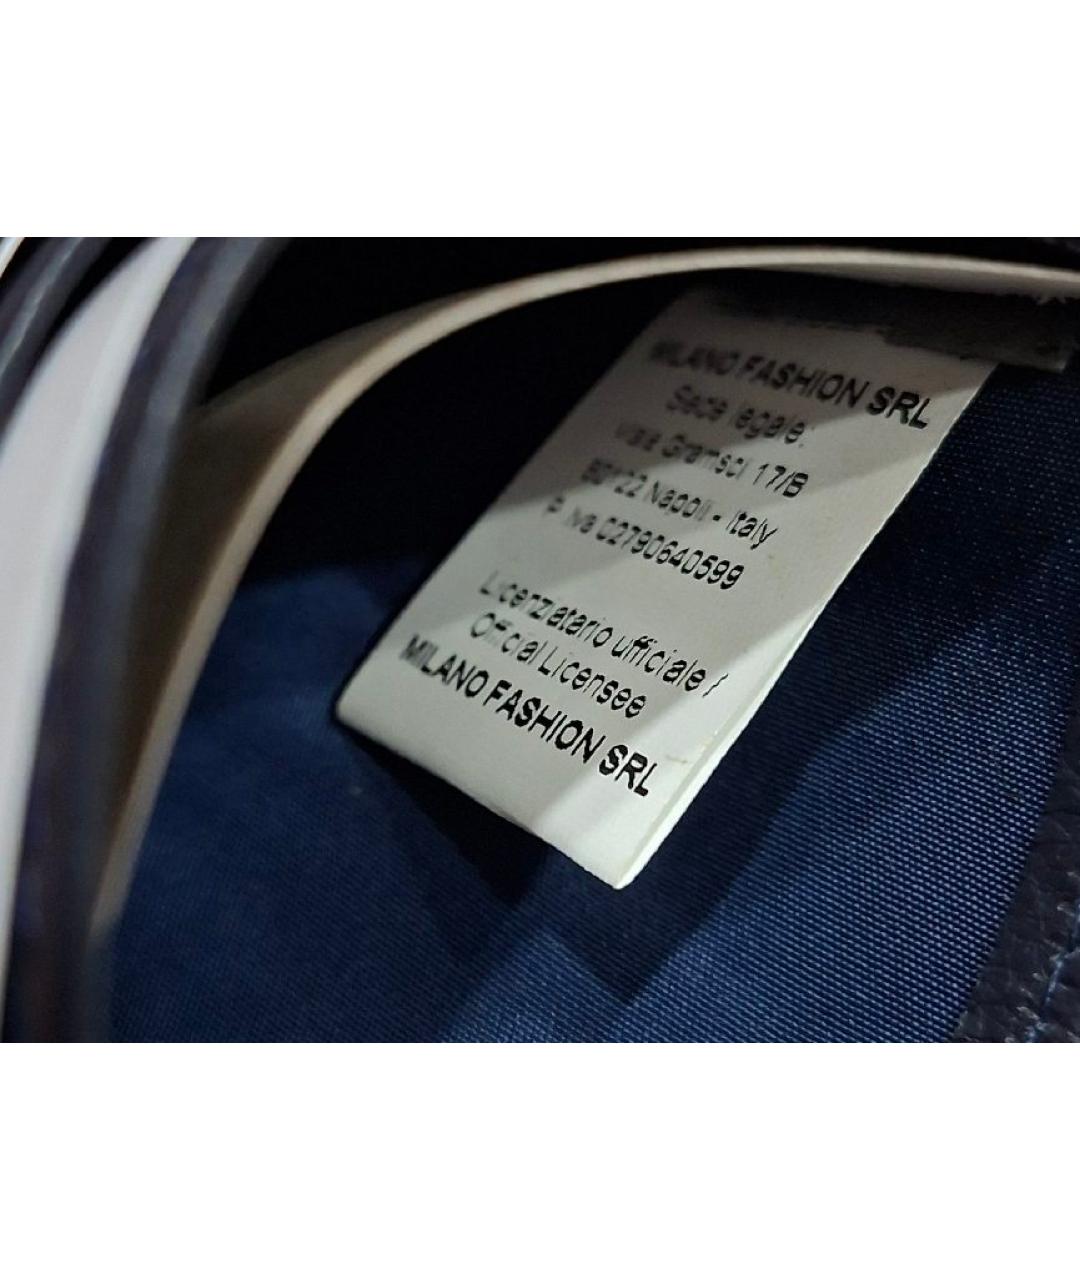 MILANO FASHION SRL
Sede legale:
viale Gramsci 17/B
80122 Napoli - Italy
P. Iva 02790640599
Licenziatario ufficiale /
Official Licensee
MILANO FASHION SRL